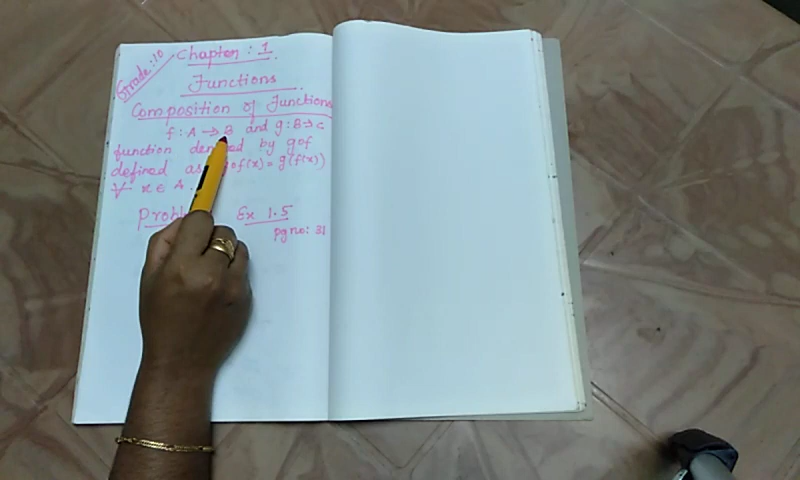 Grade: 10
Chapter : 1
Functions
Composition of Functions
f : A → B and g : B → C
function by gof
defined as gof(x) = g(f(x))
∀ x ∈ A.
Ex 1.5
pg no: 31